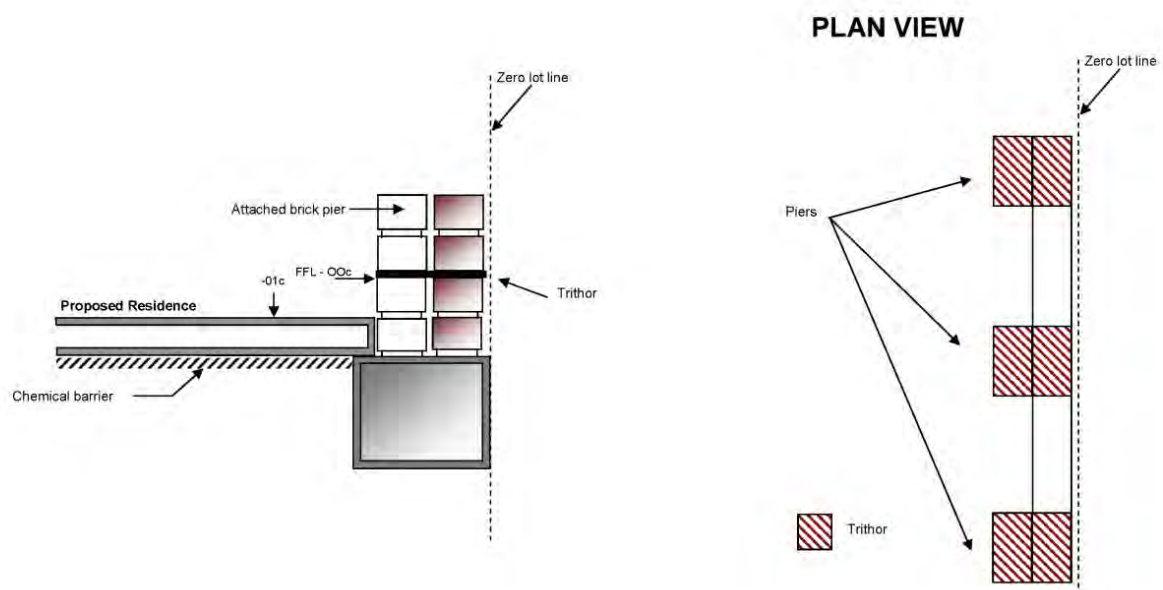 PLAN VIEW
Zero lot line
Attached brick pier
FFL - OOc
-01c
Proposed Residence
Trithor
Chemical barrier
Zero lot line
Piers
Trithor